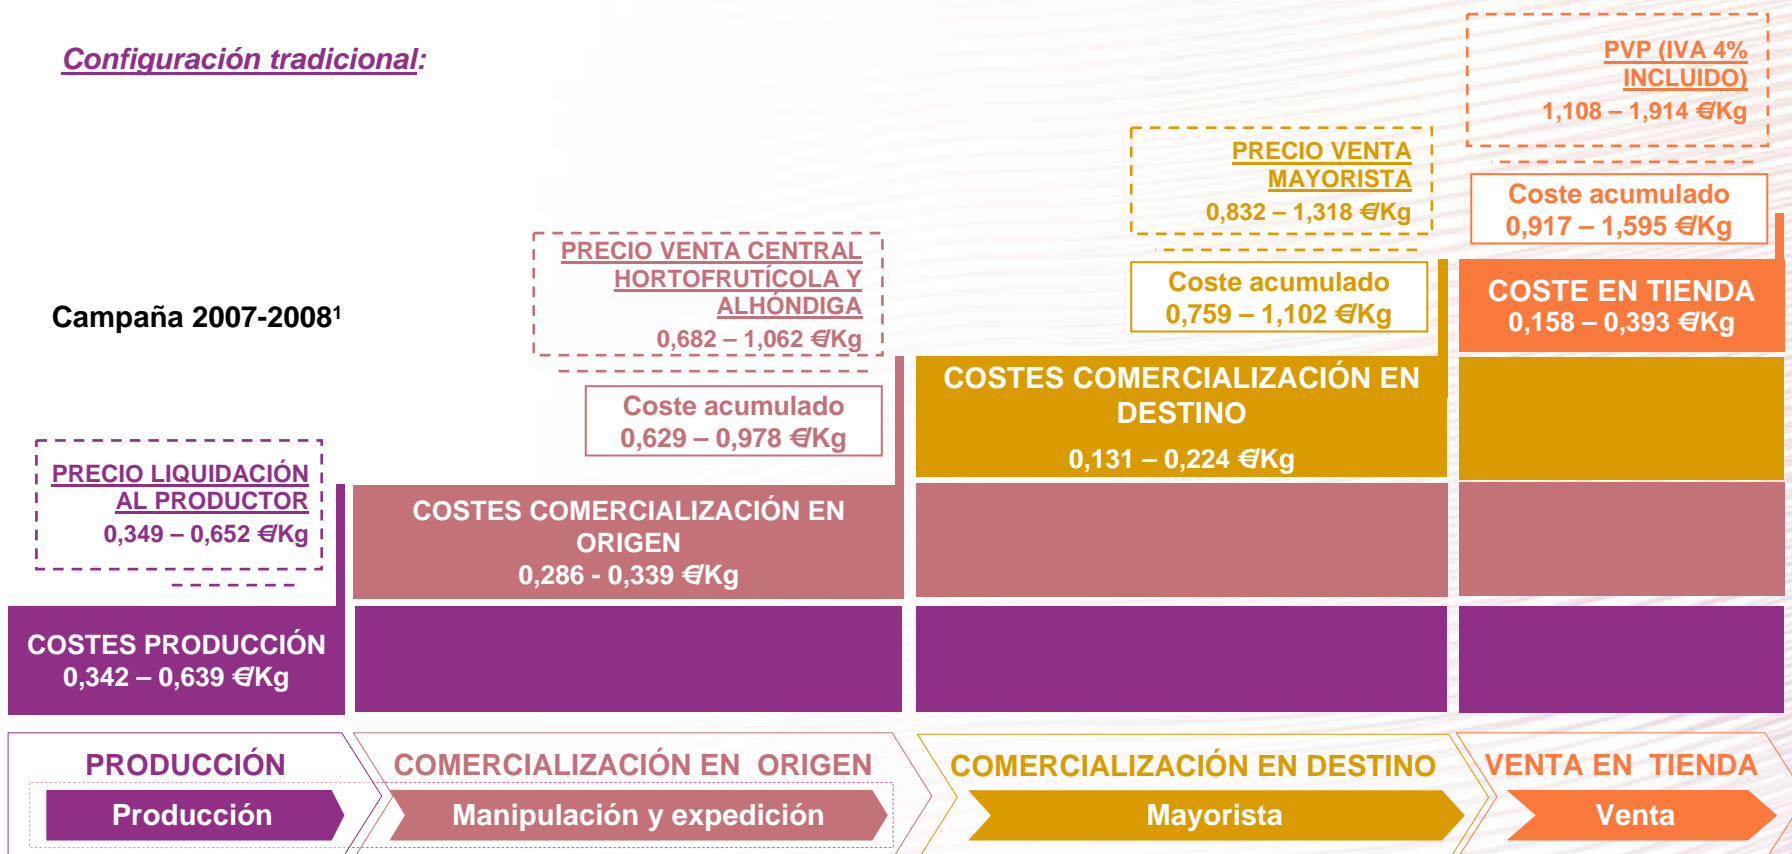 Configuración tradicional:
PVP (IVA 4%
INCLUIDO)
1,108 – 1,914 €/Kg
PRECIO VENTA
MAYORISTA
0,832 – 1,318 €/Kg
Coste acumulado
0,917 – 1,595 €/Kg
PRECIO VENTA CENTRAL
HORTOFRUTÍCOLA Y
ALHÓNDIGA
0,682 – 1,062 €/Kg
Coste acumulado
0,759 – 1,102 €/Kg
COSTE EN TIENDA
0,158 – 0,393 €/Kg
Campaña 2007-2008¹
COSTES COMERCIALIZACIÓN EN
DESTINO
0,131 – 0,224 €/Kg
Coste acumulado
0,629 – 0,978 €/Kg
PRECIO LIQUIDACIÓN
AL PRODUCTOR
0,349 – 0,652 €/Kg
COSTES COMERCIALIZACIÓN EN
ORIGEN
0,286 - 0,339 €/Kg
COSTES PRODUCCIÓN
0,342 – 0,639 €/Kg
PRODUCCIÓN
COMERCIALIZACIÓN EN ORIGEN
COMERCIALIZACIÓN EN DESTINO
VENTA EN TIENDA
Producción
Manipulación y expedición
Mayorista
Venta